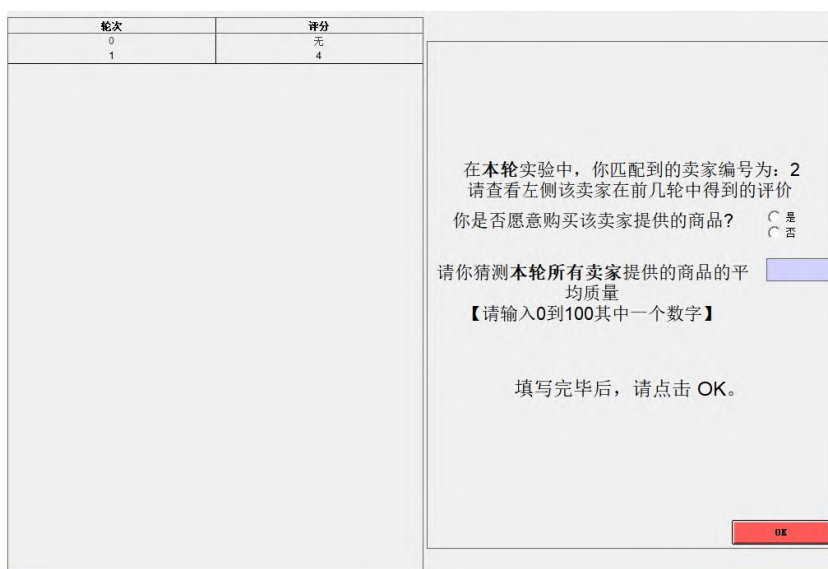 轮次 评分
0 无
1 4
在本轮实验中，你匹配到的卖家编号为：2
请查看左侧该卖家在前几轮中得到的评价
你是否愿意购买该卖家提供的商品?
是
否
请你猜测本轮所有卖家提供的商品的平
均质量
【请输入0到100其中一个数字】
填写完毕后，请点击 OK。
OK